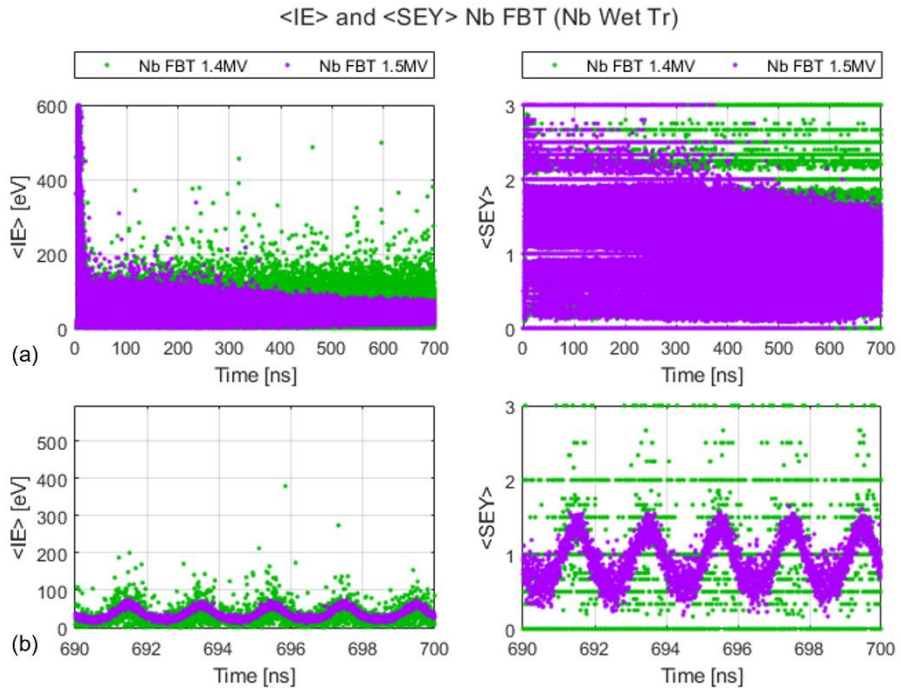 <IE> and <SEY> Nb FBT (Nb Wet Tr)
Nb FBT 1.4MV Nb FBT 1.5MV
<IE> [eV]
600
400
200
0
0 100 200 300 400 500 600 700
Time [ns]
(a)
Nb FBT 1.4MV Nb FBT 1.5MV
<SEY>
3
2
1
0
0 100 200 300 400 500 600 700
Time [ns]
<IE> [eV]
500
400
300
200
100
0
690 692 694 696 698 700
Time [ns]
(b)
<SEY>
3
2
1
0
690 692 694 696 698 700
Time [ns]